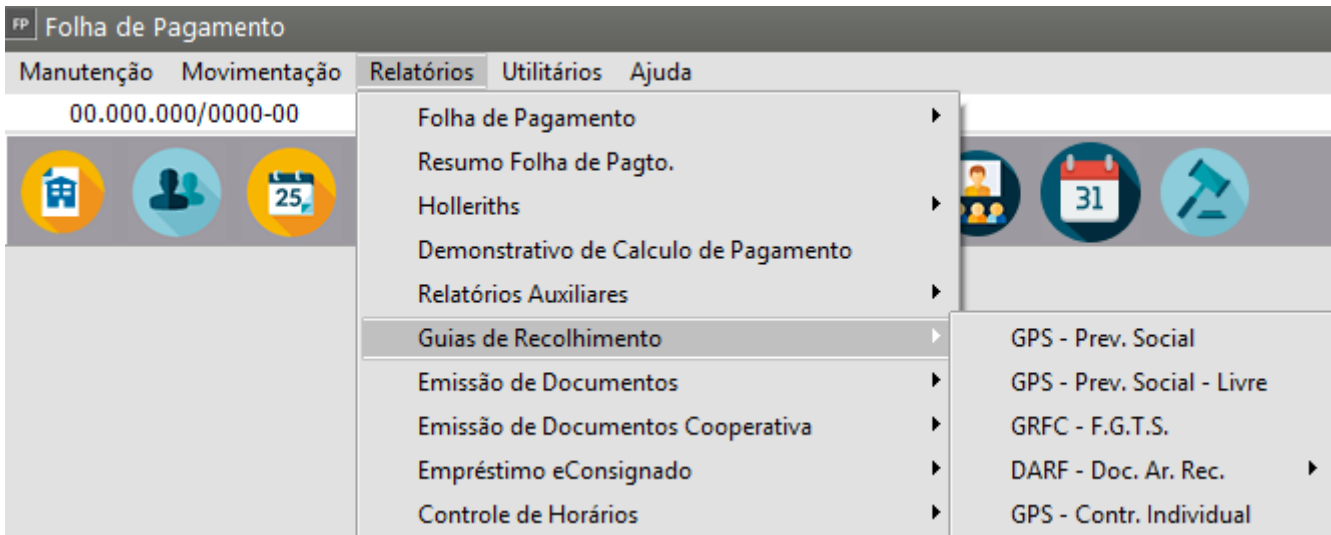 FP Folha de Pagamento
Manutenção Movimentação Relatórios Utilitários Ajuda
00.000.000/0000-00
Folha de Pagamento
Resumo Folha de Pagto.
25
31
Holleriths
Demonstrativo de Calculo de Pagamento
Relatórios Auxiliares
Guias de Recolhimento
GPS - Prev. Social
Emissão de Documentos
GPS - Prev. Social - Livre
Emissão de Documentos Cooperativa
GRFC - F.G.T.S.
Empréstimo eConsignado
DARF - Doc. Ar. Rec.
Controle de Horários
GPS - Contr. Individual